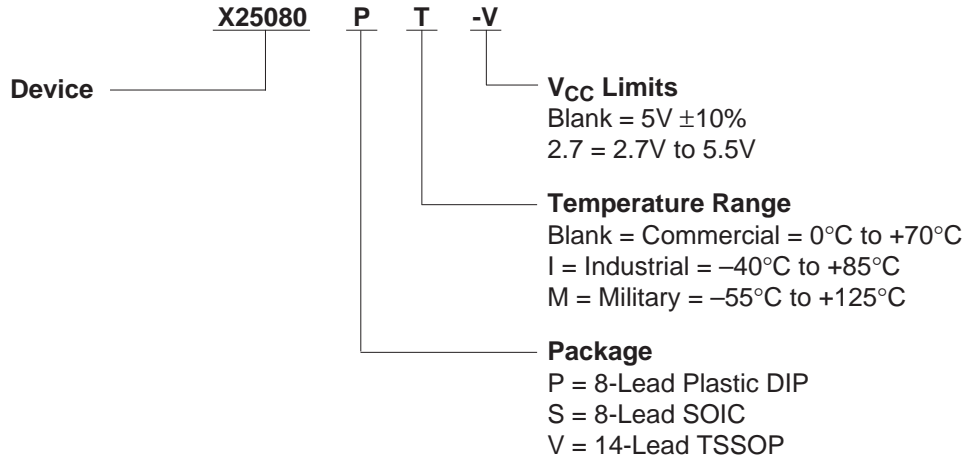 X25080 P T -V
Device
VCC Limits
Blank = 5V ±10%
2.7 = 2.7V to 5.5V
Temperature Range
Blank = Commercial = 0°C to +70°C
I = Industrial = –40°C to +85°C
M = Military = –55°C to +125°C
Package
P = 8-Lead Plastic DIP
S = 8-Lead SOIC
V = 14-Lead TSSOP